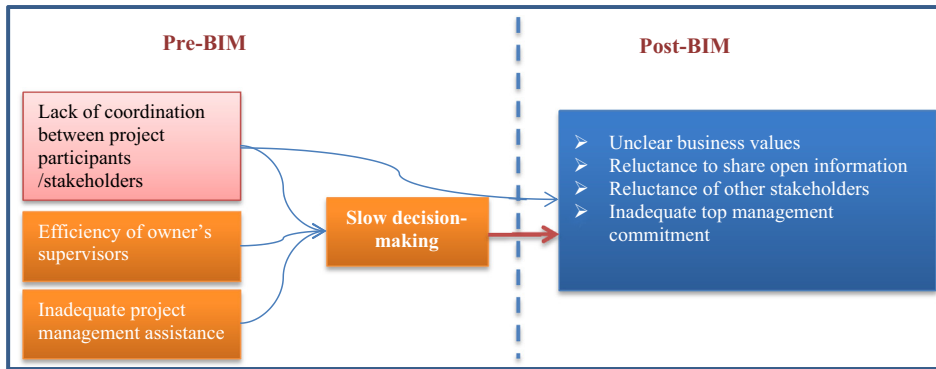 Pre-BIM
Post-BIM
Lack of coordination
between project
participants
/stakeholders
Efficiency of owner's
supervisors
Inadequate project
management assistance
Slow decision-
making
➢ Unclear business values
➢ Reluctance to share open information
➢ Reluctance of other stakeholders
➢ Inadequate top management
commitment